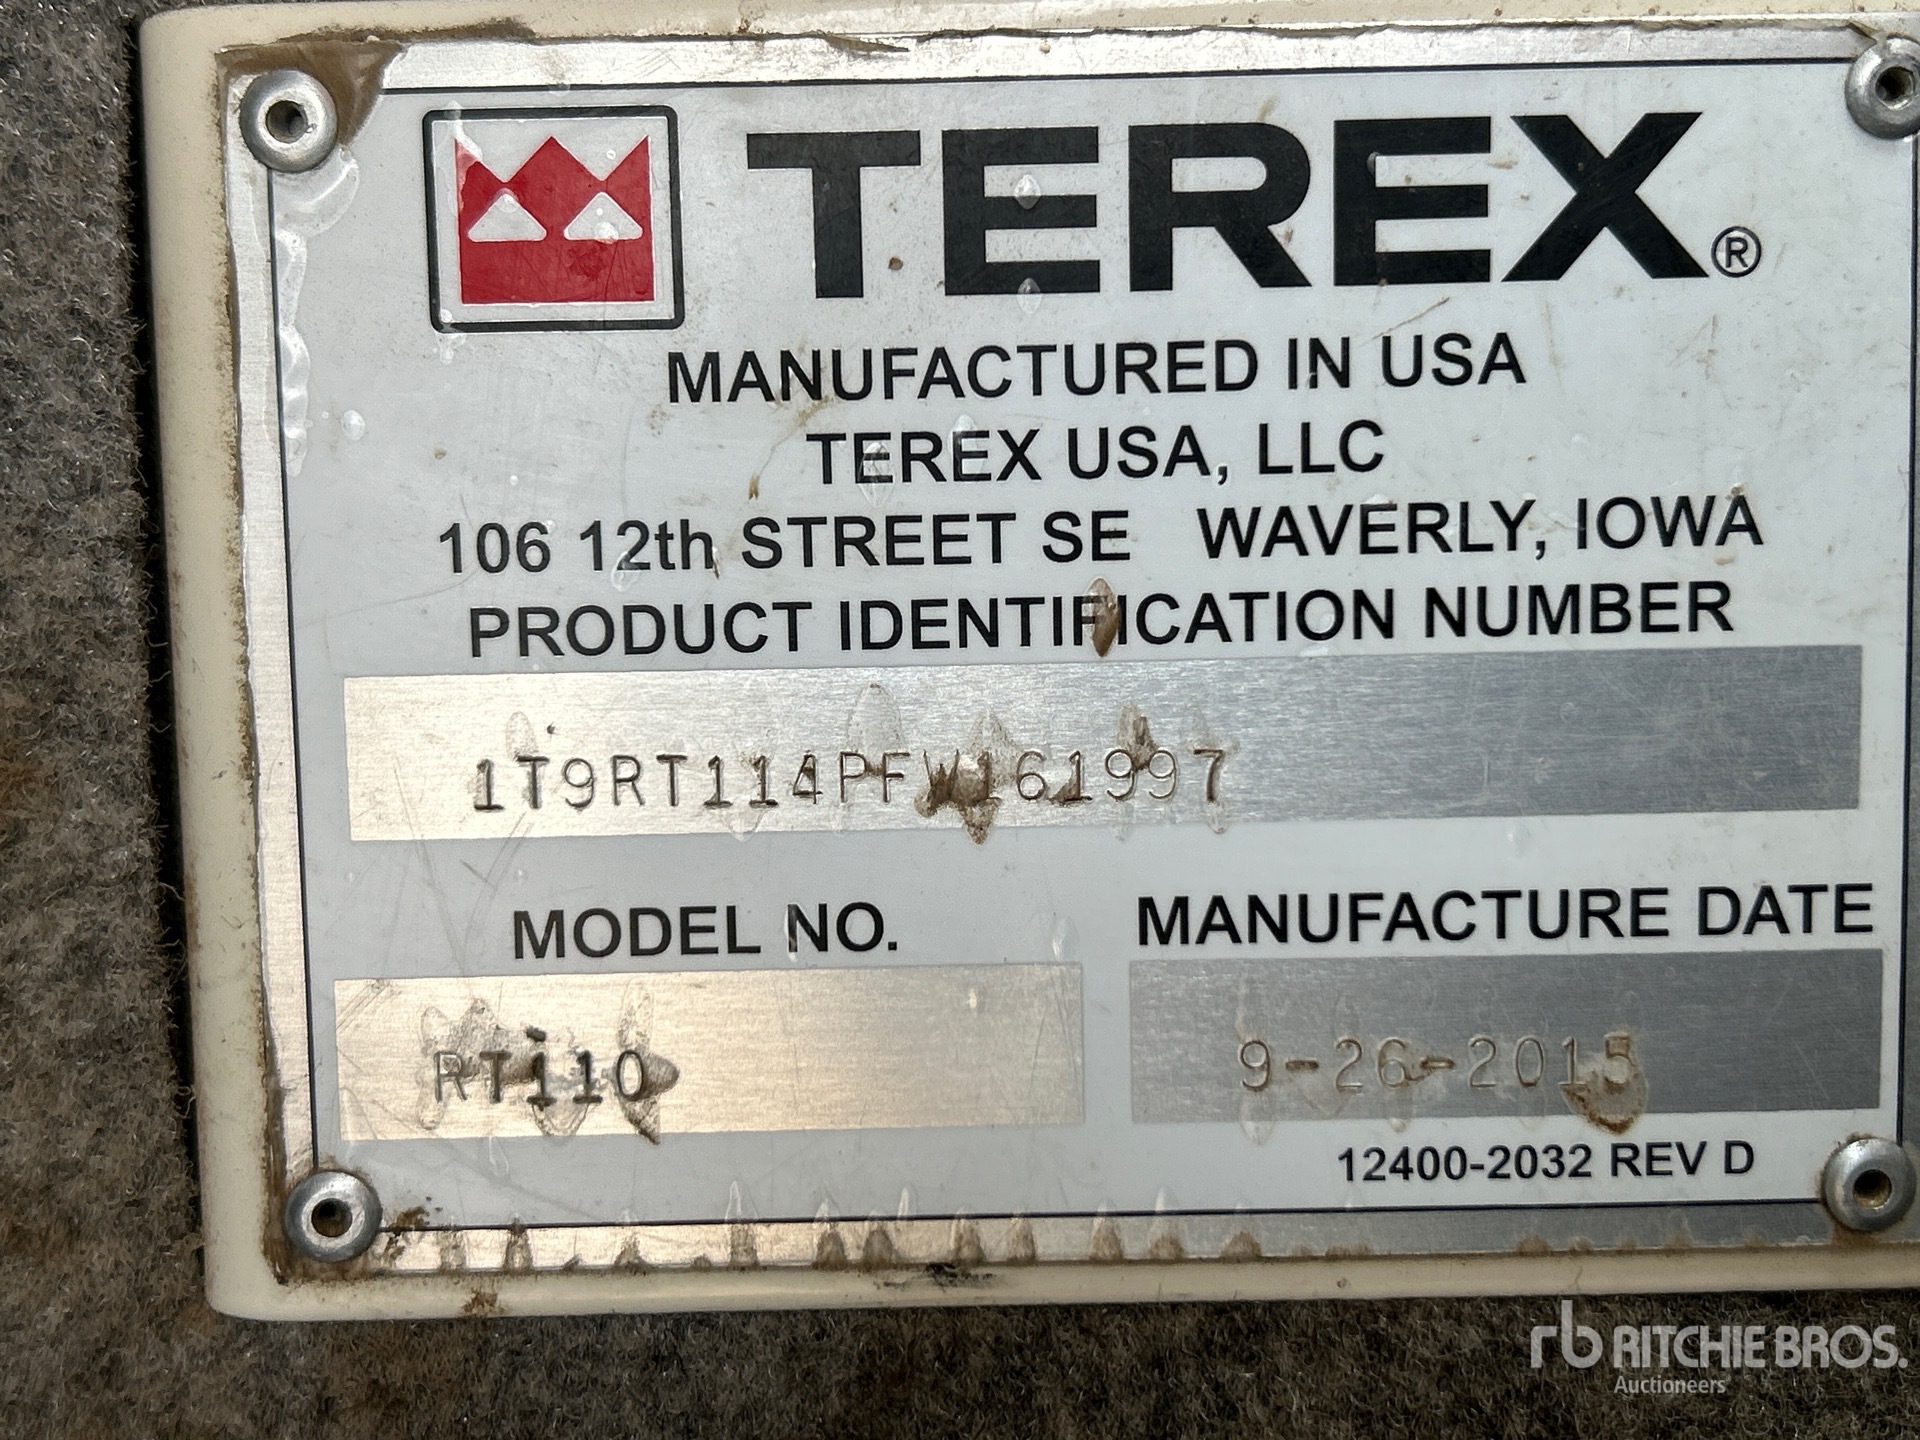 TEREX®
MANUFACTURED IN USA
TEREX USA, LLC
106 12th STREET SE WAVERLY, IOWA
PRODUCT IDENTIFICATION NUMBER
1T9RT114PFW161997
MODEL NO. MANUFACTURE DATE
RT110 9-26-2015
12400-2032 REV D
rb RITCHIE BROS.
Auctioneers